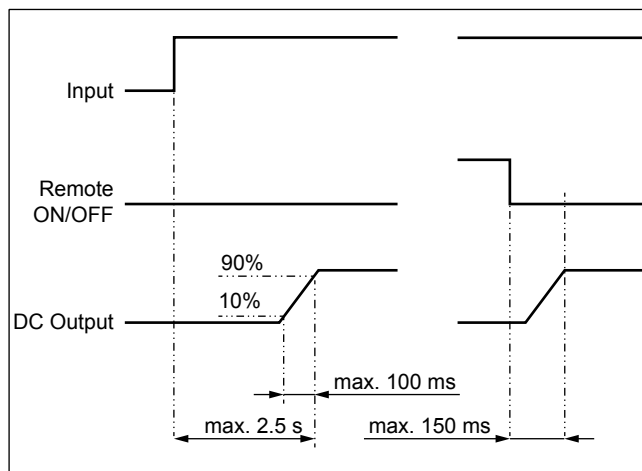 Input
Remote
ON/OFF
90%
10%
DC Output
max. 100 ms
max. 2.5 s
max. 150 ms